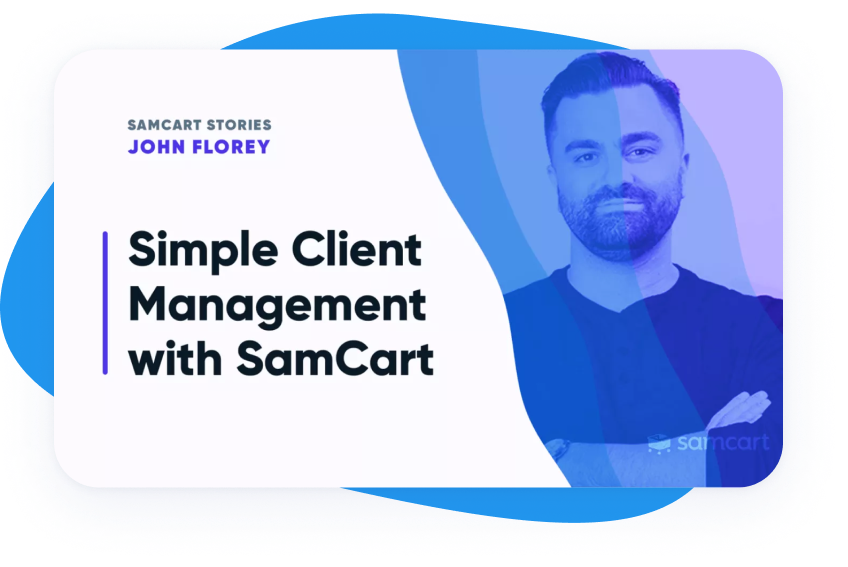 SAMCART STORIES
JOHN FLOREY
Simple Client
Management
with SamCart
samcart